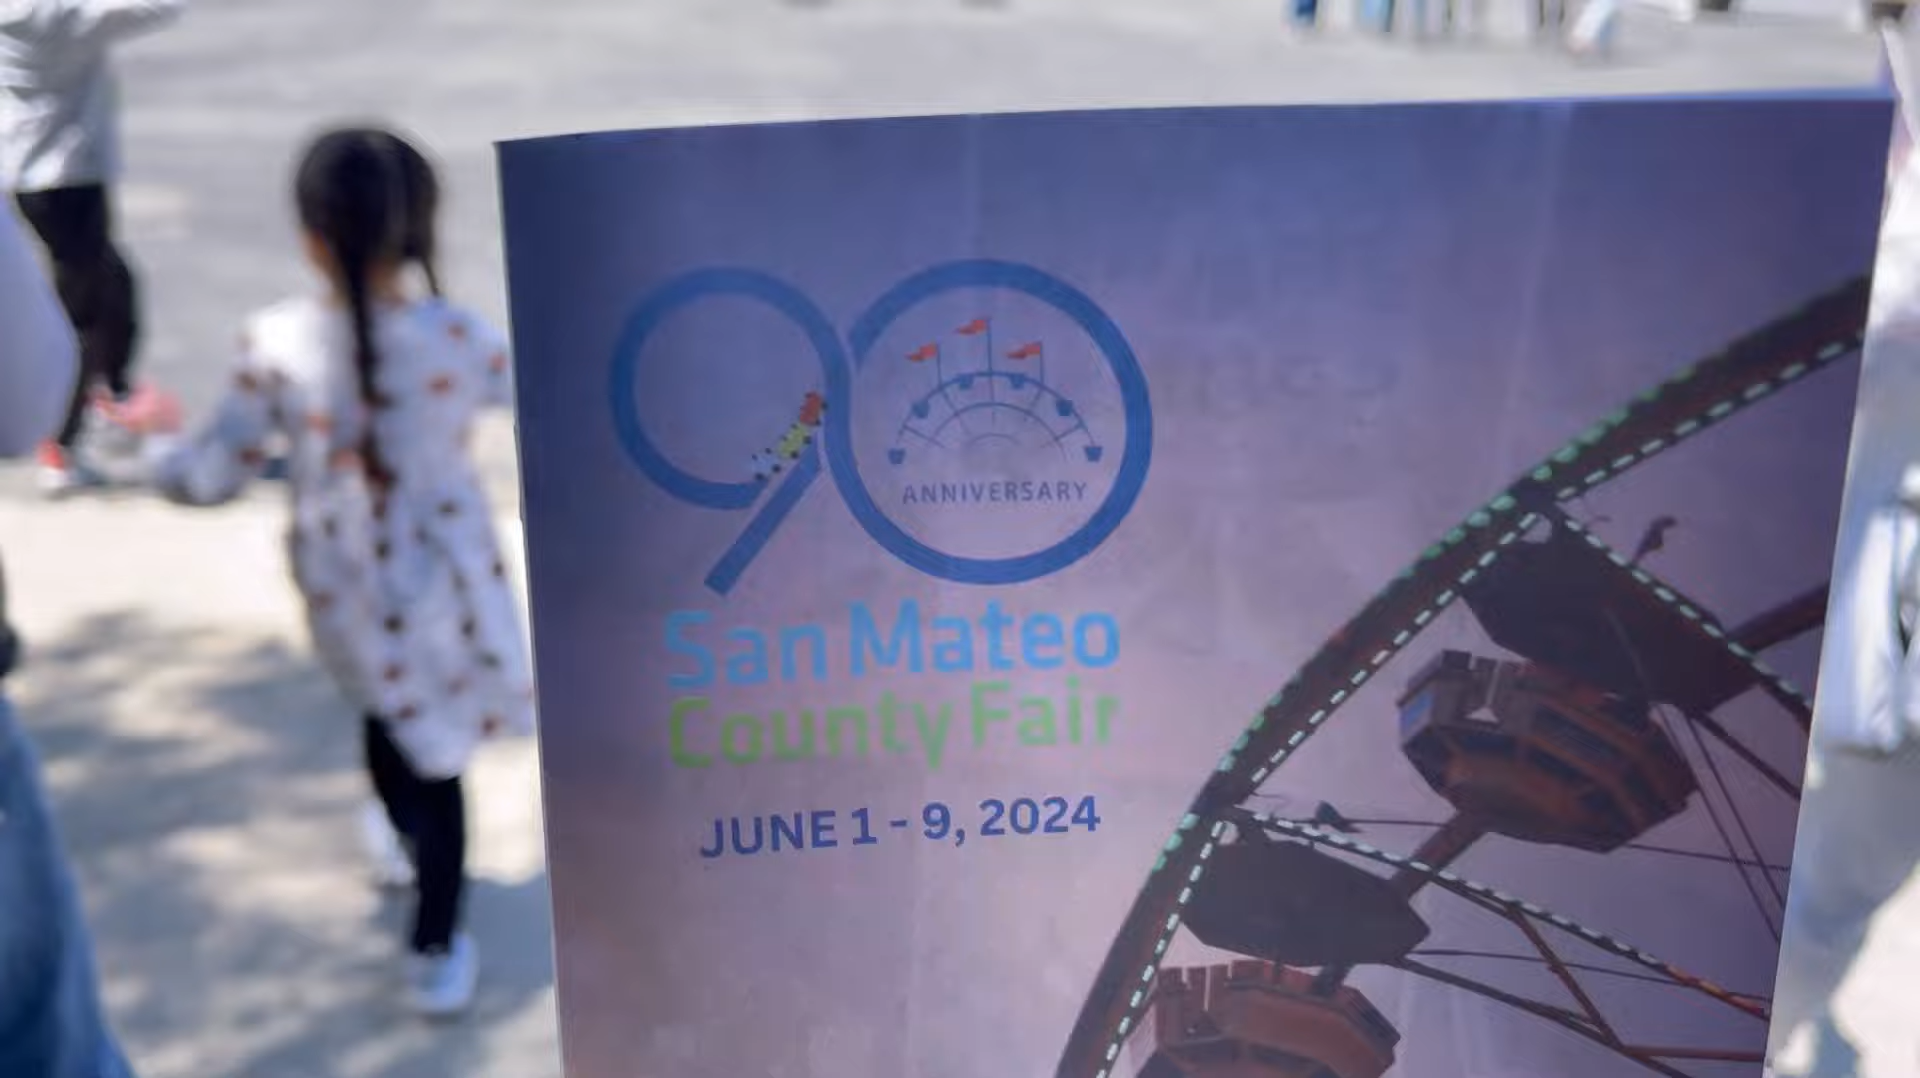 90
ANNIVERSARY
San Mateo
County Fair
JUNE 1 - 9, 2024